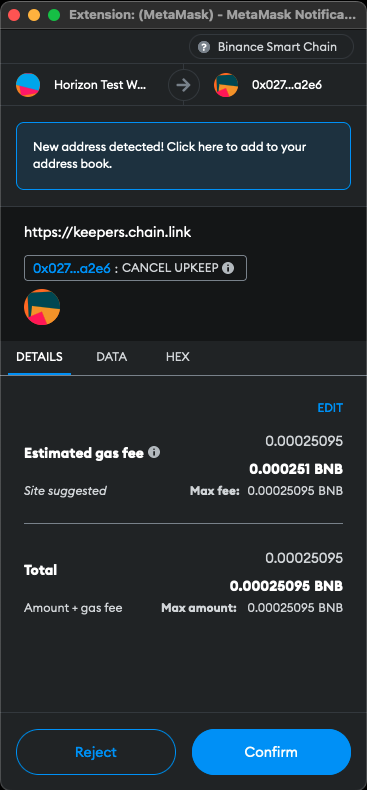 Extension: (MetaMask) - MetaMask Notifica...
? Binance Smart Chain
Horizon Test W...
0x027...a2e6
New address detected! Click here to add to your
address book.
https://keepers.chain.link
0x027...a2e6 : CANCEL UPKEEP
DETAILS DATA HEX
EDIT
0.00025095
Estimated gas fee
0.000251 BNB
Site suggested Max fee: 0.00025095 BNB
0.00025095
Total
0.00025095 BNB
Amount + gas fee Max amount: 0.00025095 BNB
Reject Confirm